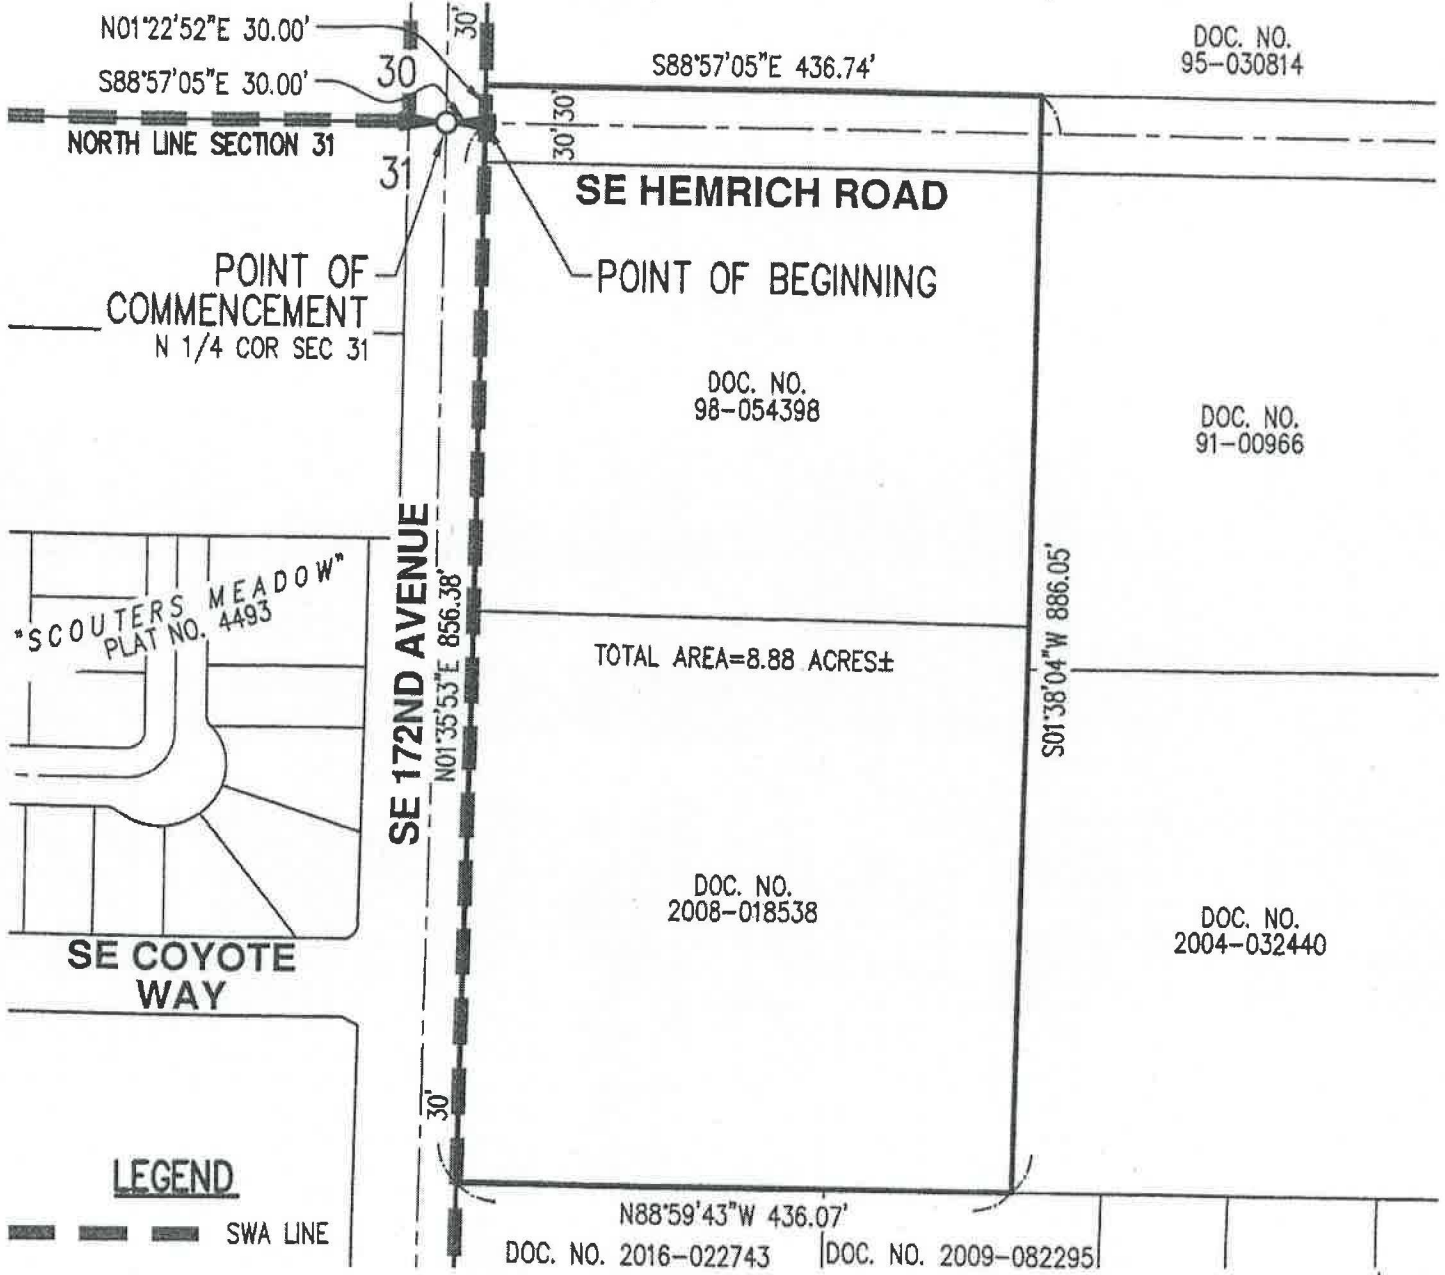 N01°22'52"E 30.00'
30'
S88°57'05"E 436.74'
DOC. NO.
95-030814
S88°57'05"E 30.00'
30
30'
30'
NORTH LINE SECTION 31
31
SE HEMRICH ROAD
POINT OF
COMMENCEMENT
N 1/4 COR SEC 31
POINT OF BEGINNING
DOC. NO.
98-054398
DOC. NO.
91-00966
"SCOUTERS MEADOW"
PLAT NO. 4493
SE 172ND AVENUE
N01°35'53"E 856.38'
TOTAL AREA=8.88 ACRES±
S01°38'04"W 886.05'
DOC. NO.
2008-018538
DOC. NO.
2004-032440
SE COYOTE
WAY
30'
LEGEND
SWA LINE
N88°59'43"W 436.07'
DOC. NO. 2016-022743
DOC. NO. 2009-082295